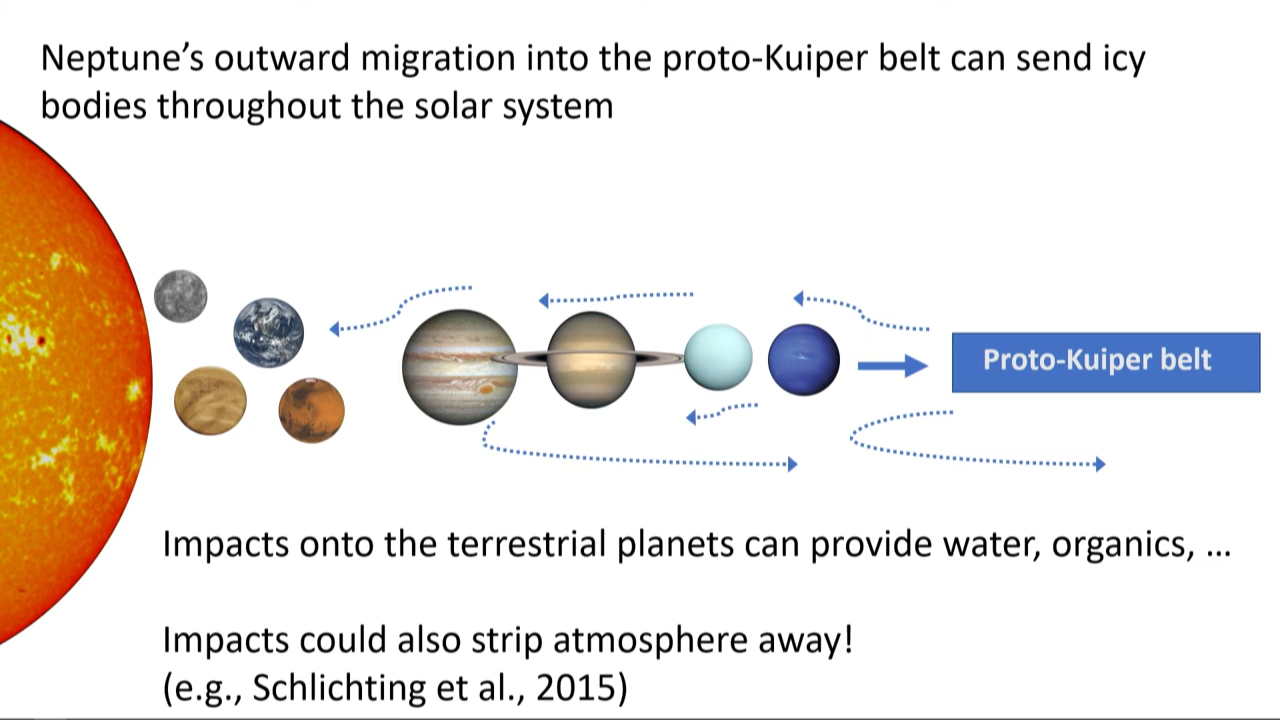 Neptune’s outward migration into the proto-Kuiper belt can send icy
bodies throughout the solar system
Proto-Kuiper belt
Impacts onto the terrestrial planets can provide water, organics, …
Impacts could also strip atmosphere away!
(e.g., Schlichting et al., 2015)